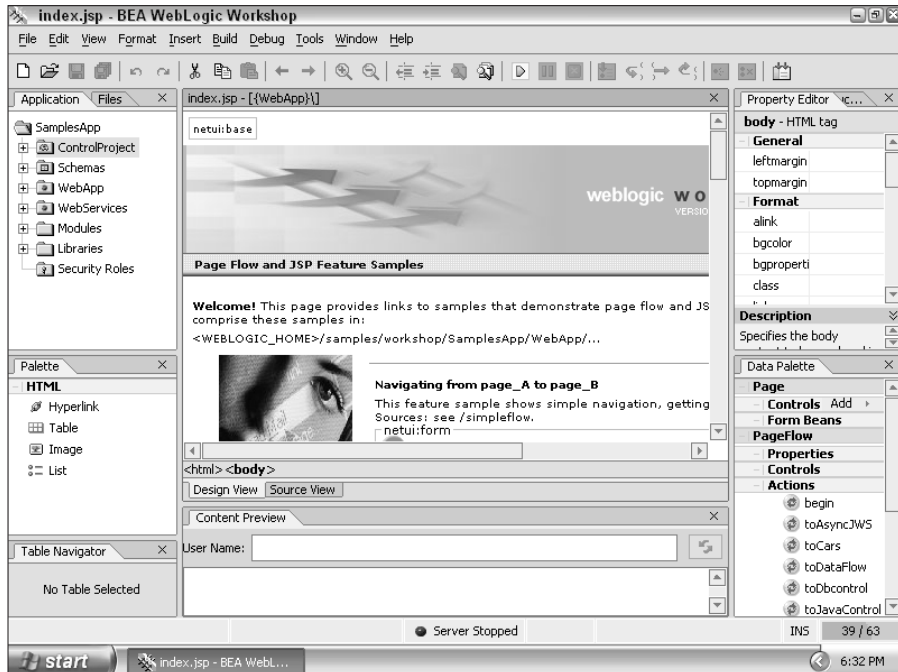 index.jsp - BEA WebLogic Workshop
File Edit View Format Insert Build Debug Tools Window Help
Application Files
SamplesApp
ControlProject
Schemas
WebApp
WebServices
Modules
Libraries
Security Roles
Palette
HTML
Hyperlink
Table
Image
List
Table Navigator
No Table Selected
index.jsp - [{WebApp}\]
netui:base
weblogic w o
VERSIO
Page Flow and JSP Feature Samples
Welcome! This page provides links to samples that demonstrate page flow and JS
comprise these samples in:
<WEBLOGIC_HOME>/samples/workshop/SamplesApp/WebApp/...
Navigating from page_A to page_B
This feature sample shows simple navigation, getting
Sources: see /simpleflow.
netui:form
<html> <body>
Design View Source View
Content Preview
User Name:
Property Editor uc...
body - HTML tag
General
leftmargin
topmargin
Format
alink
bgcolor
bgproperti
class
Description
Specifies the body
Data Palette
Page
Controls Add
Form Beans
PageFlow
Properties
Controls
Actions
begin
toAsyncJWS
toCars
toDataFlow
toDbcontrol
toJavaControl
Server Stopped
INS 39 / 63
start
index.jsp - BEA WebL...
6:32 PM